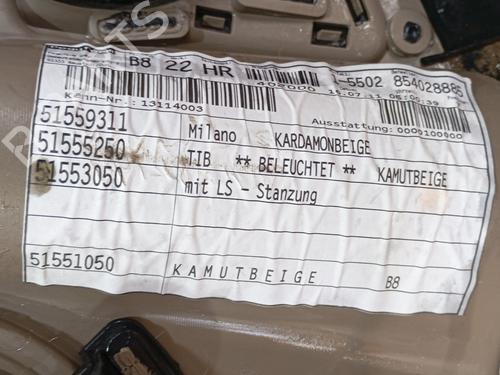 B8 22 HR
5502 854028885
Kenn-Nr.: 13114003
Ausstattung: 0000100000
51559311 Milano KARDAMONBEIGE
51555250 TIB ** BELEUCHTET ** KAMUTBEIGE
51553050 mit LS - Stanzung
51551050 KAMUTBEIGE B8